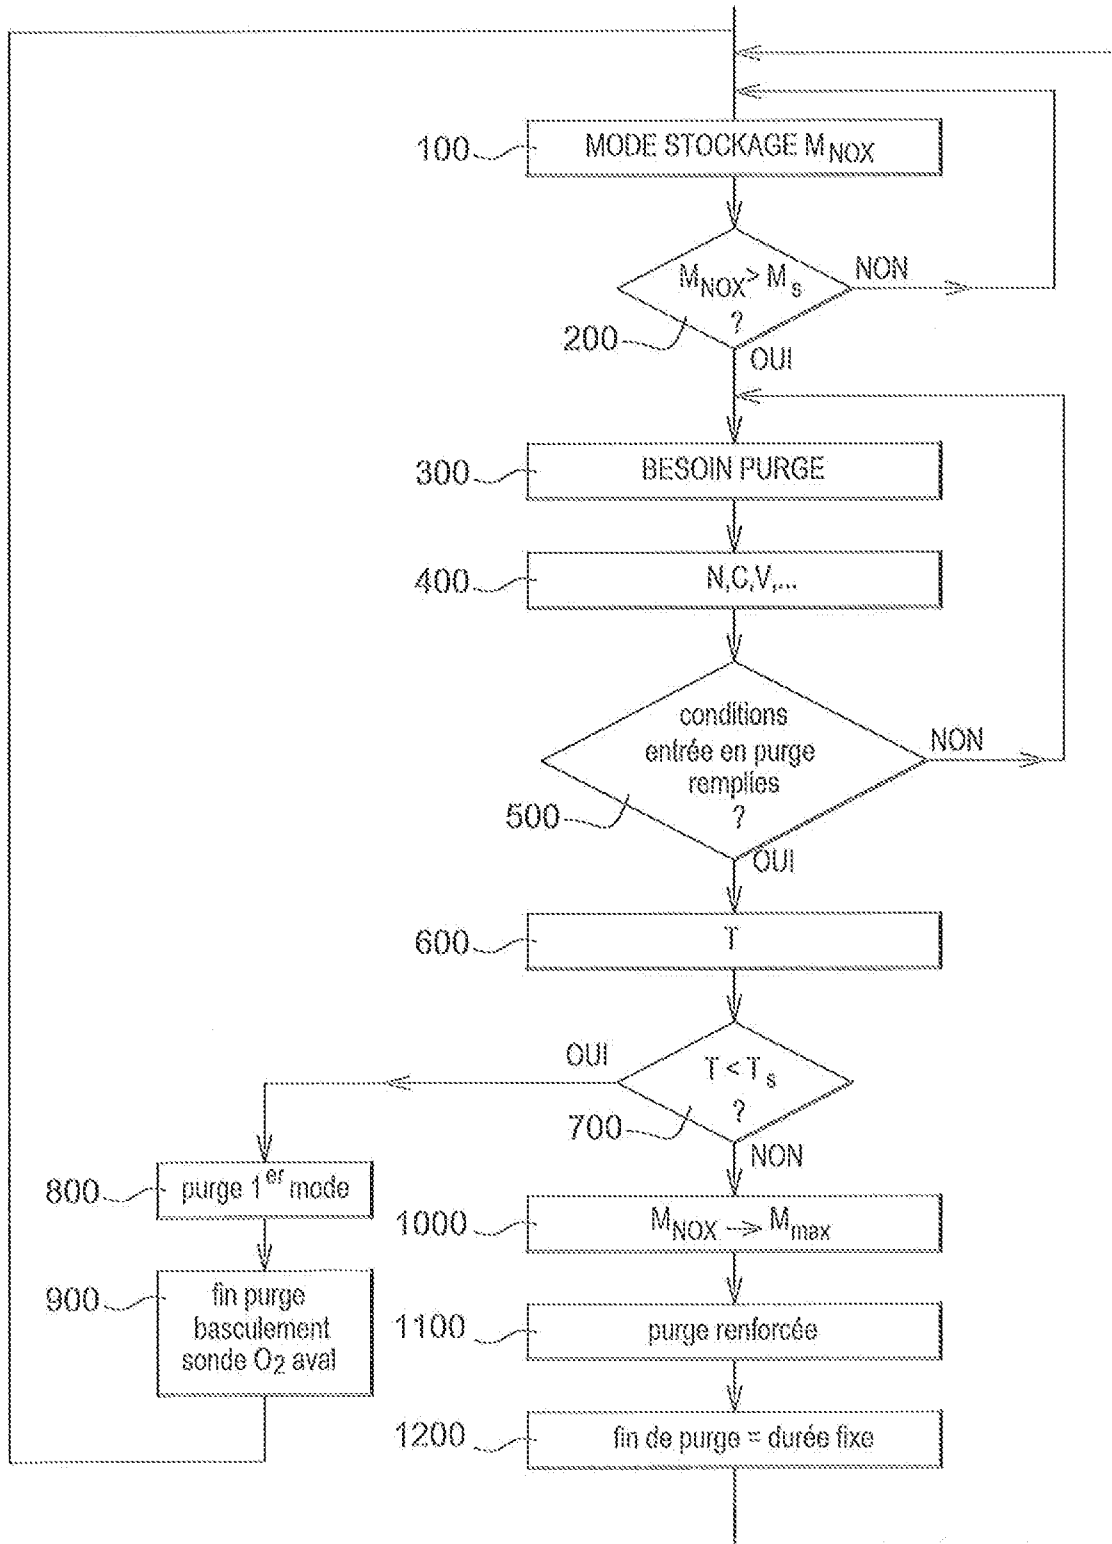 100 MODE STOCKAGE M_NOX
M_NOX > M_s
?
NON
200
OUI
300 BESOIN PURGE
400 N,C,V,...
conditions
entrée en purge
remplies
?
NON
500
OUI
600 T
OUI
T < T_s
?
700
NON
800 purge 1er mode
900 fin purge
basculement
sonde O2 aval
1000 M_NOX → M_max
1100 purge renforcée
1200 fin de purge = durée fixe